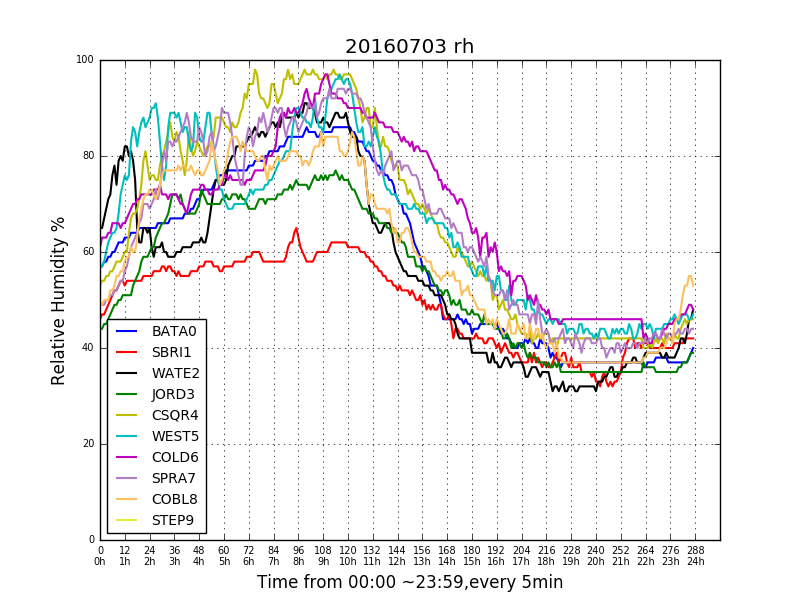 20160703 rh
100
80
60
40
20
0
Relative Humidity %
BATA0
SBRI1
WATE2
JORD3
CSQR4
WEST5
COLD6
SPRA7
COBL8
STEP9
0 12 24 36 48 60 72 84 96 108 120 132 144 156 168 180 192 204 216 228 240 252 264 276 288
0h 1h 2h 3h 4h 5h 6h 7h 8h 9h 10h 11h 12h 13h 14h 15h 16h 17h 18h 19h 20h 21h 22h 23h 24h
Time from 00:00 ~23:59,every 5min